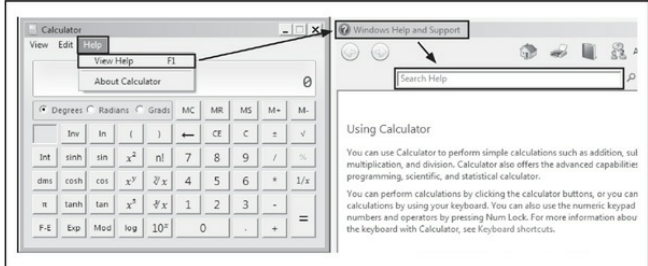 Calculator
View Edit Help
View Help F1
About Calculator
0
Degrees Radians Grads MC MR MS M+ M-
Inv ln ( ) ← CE C ± √
Int sinh sin x² n! 7 8 9 / %
dms cosh cos xʸ ʸ√x 4 5 6 * 1/x
π tanh tan x³ ³√x 1 2 3 -
F-E Exp Mod log 10ˣ 0 . + =
Windows Help and Support
Search Help
Using Calculator
You can use Calculator to perform simple calculations such as addition, sul
multiplication, and division. Calculator also offers the advanced capabilitie
programming, scientific, and statistical calculator.
You can perform calculations by clicking the calculator buttons, or you can
calculations by using your keyboard. You can also use the numeric keypad
numbers and operators by pressing Num Lock. For more information abou
the keyboard with Calculator, see Keyboard shortcuts.